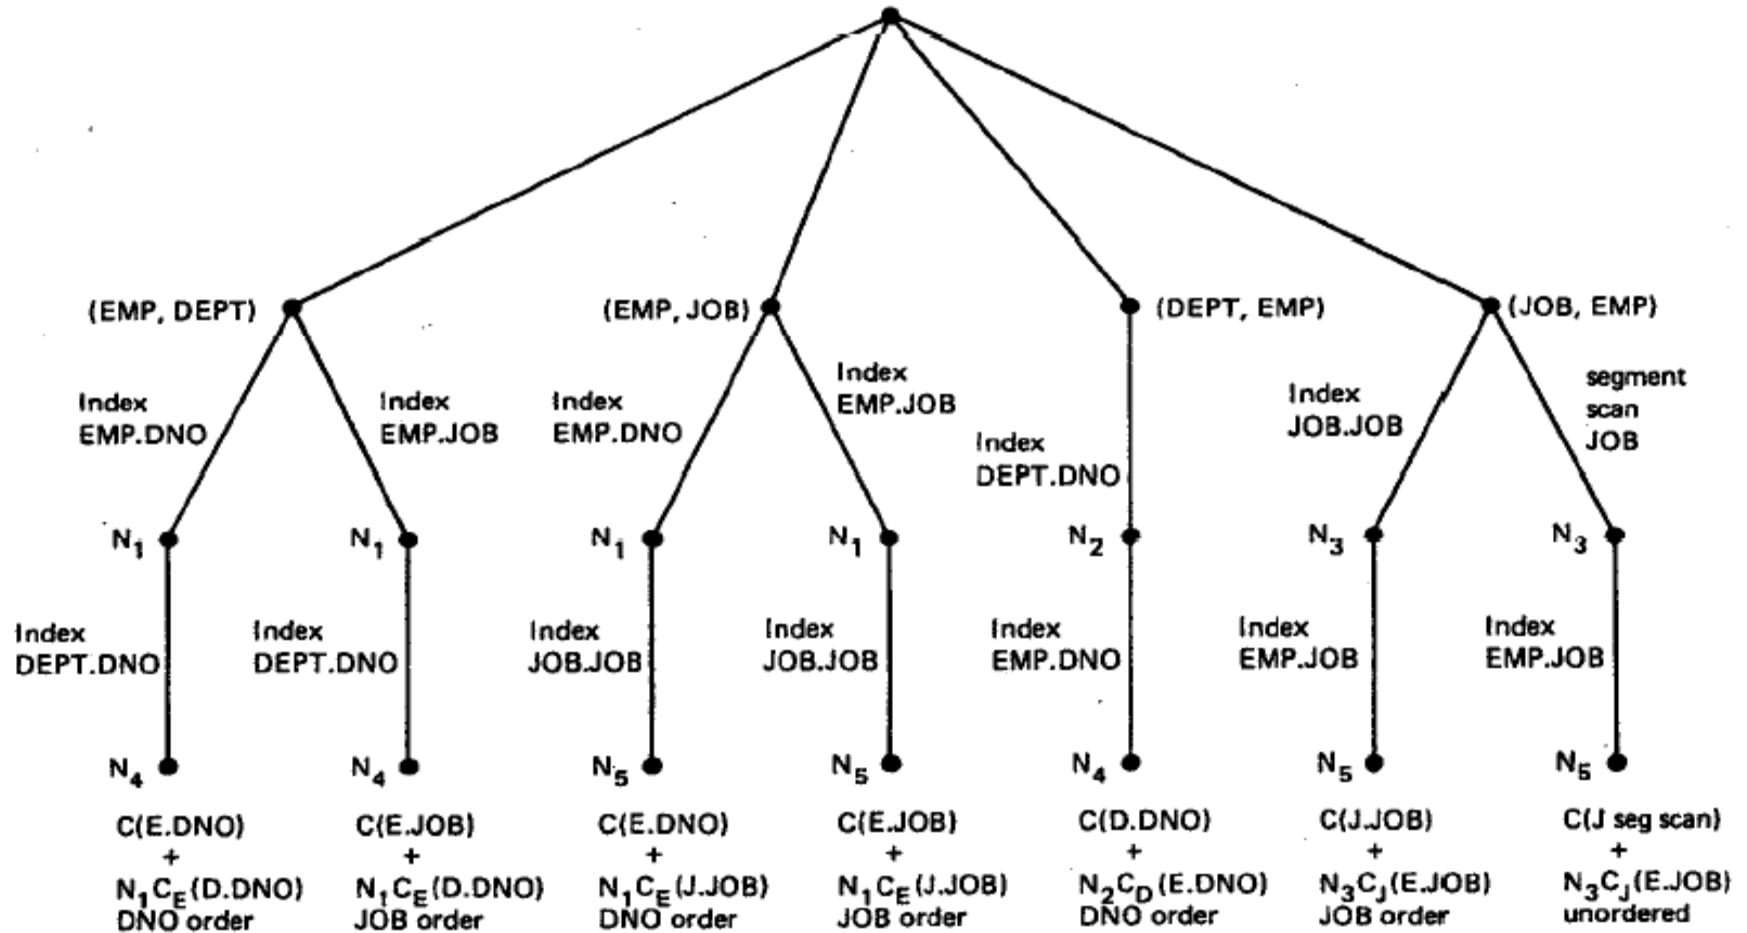 (EMP, DEPT)
(EMP, JOB)
(DEPT, EMP)
(JOB, EMP)
Index
EMP.DNO
Index
EMP.JOB
Index
EMP.DNO
Index
EMP.JOB
Index
DEPT.DNO
Index
JOB.JOB
segment
scan
JOB
N1
N1
N1
N1
N2
N3
N3
Index
DEPT.DNO
Index
DEPT.DNO
Index
JOB.JOB
Index
JOB.JOB
Index
EMP.DNO
Index
EMP.JOB
Index
EMP.JOB
N4
N4
N5
N5
N4
N5
N5
C(E.DNO)
+
N1CE(D.DNO)
DNO order
C(E.JOB)
+
N1CE(D.DNO)
JOB order
C(E.DNO)
+
N1CE(J.JOB)
DNO order
C(E.JOB)
+
N1CE(J.JOB)
JOB order
C(D.DNO)
+
N2CD(E.DNO)
DNO order
C(J.JOB)
+
N3CJ(E.JOB)
JOB order
C(J seg scan)
+
N3CJ(E.JOB)
unordered